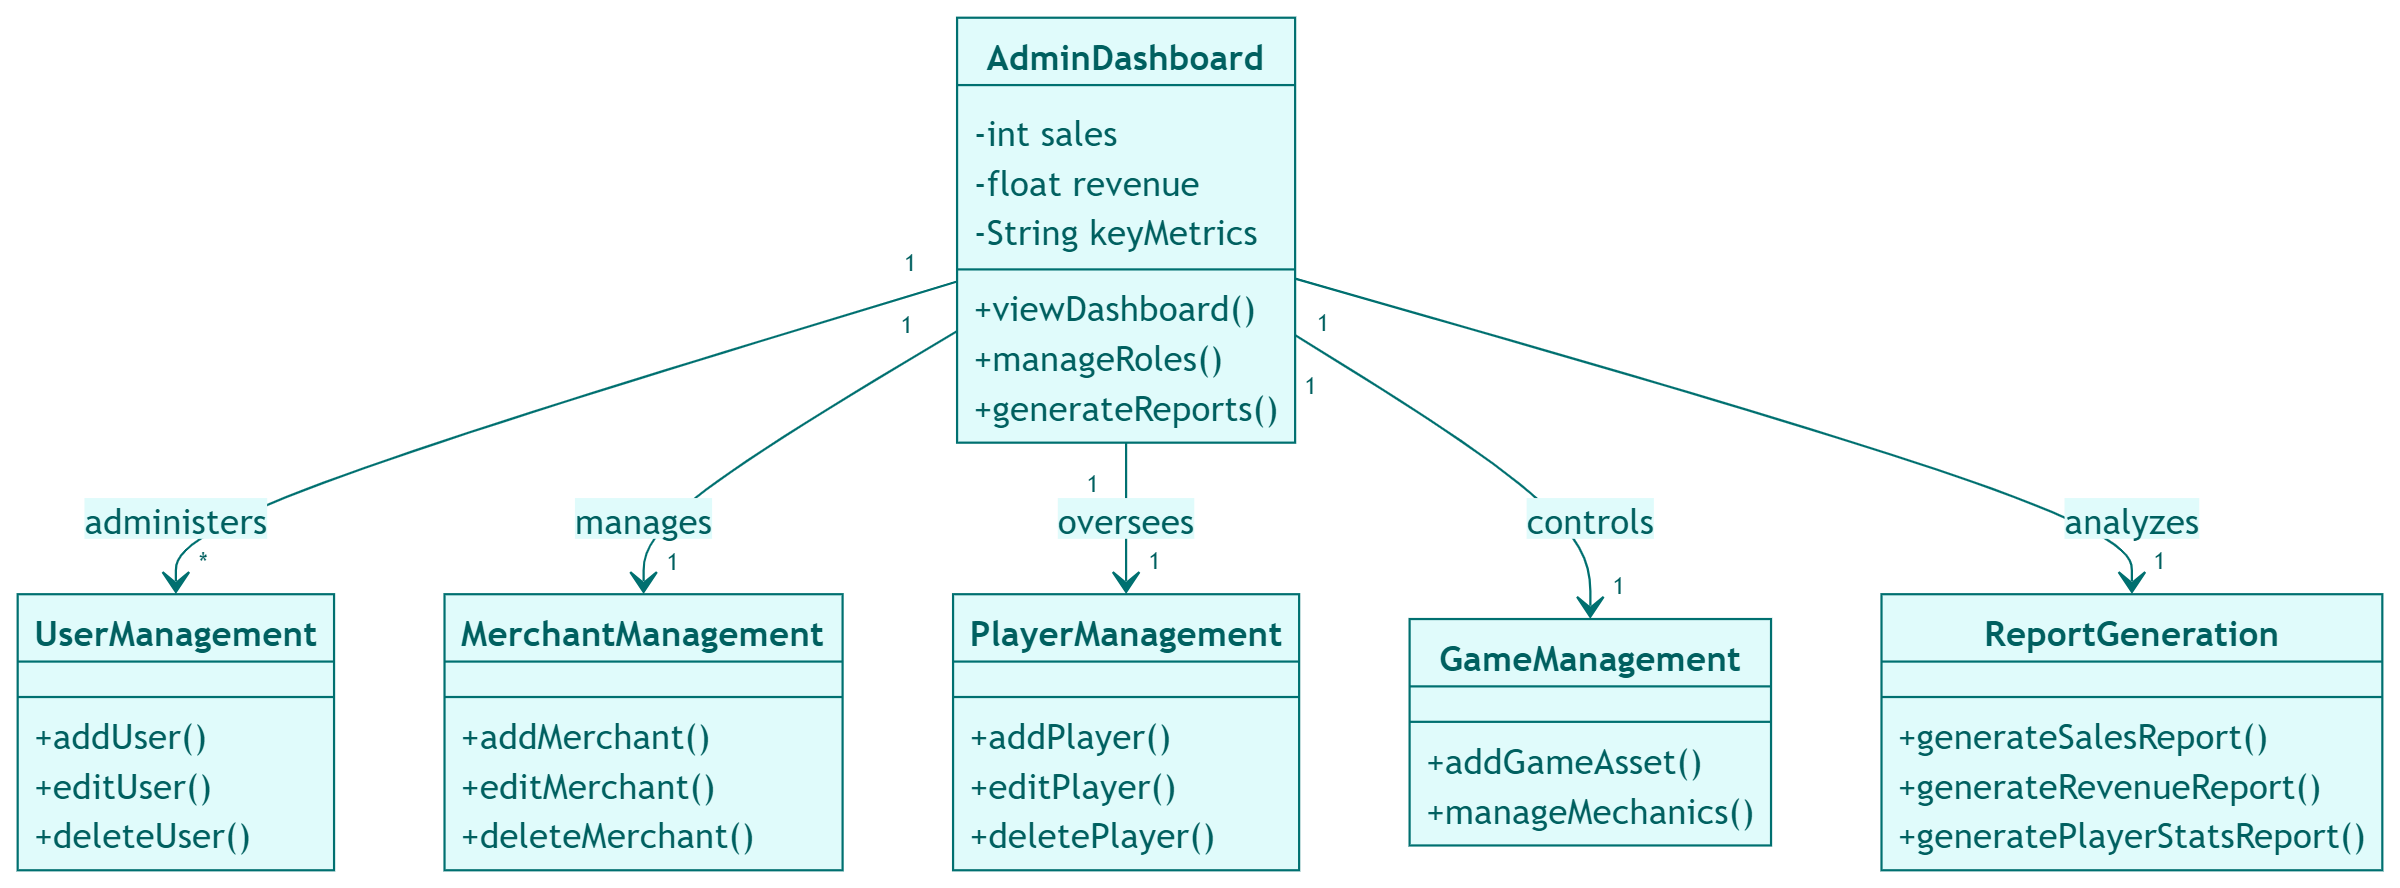 AdminDashboard
-int sales
-float revenue
-String keyMetrics
+viewDashboard()
+manageRoles()
+generateReports()
1
1
1
1
1
administers
manages
oversees
controls
analyzes
*
1
1
1
1
UserManagement
+addUser()
+editUser()
+deleteUser()
MerchantManagement
+addMerchant()
+editMerchant()
+deleteMerchant()
PlayerManagement
+addPlayer()
+editPlayer()
+deletePlayer()
GameManagement
+addGameAsset()
+manageMechanics()
ReportGeneration
+generateSalesReport()
+generateRevenueReport()
+generatePlayerStatsReport()